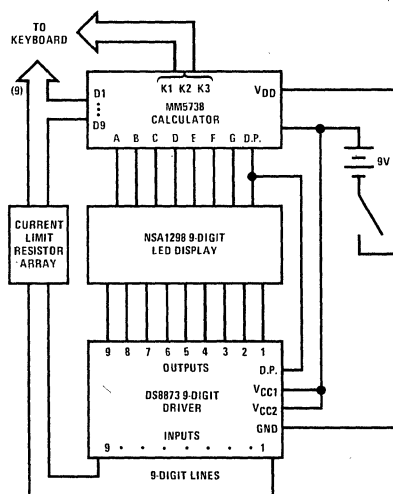 TO
KEYBOARD
(9)
D1
D9
K1 K2 K3
MM5738
CALCULATOR
VDD
A B C D E F G D.P.
9V
CURRENT
LIMIT
RESISTOR
ARRAY
NSA1298 9-DIGIT
LED DISPLAY
9 8 7 6 5 4 3 2 1
OUTPUTS
D.P.
DS8873 9-DIGIT
DRIVER
VCC1
VCC2
GND
INPUTS
9 • • • • • • • 1
9-DIGIT LINES